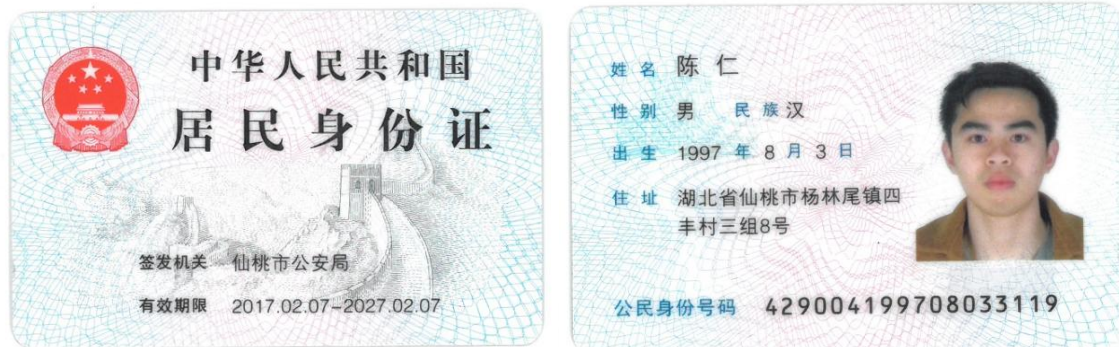 中华人民共和国
居民身份证
签发机关 仙桃市公安局
有效期限 2017.02.07-2027.02.07
姓名 陈仁
性别 男 民族 汉
出生 1997 年 8 月 3 日
住址 湖北省仙桃市杨林尾镇四
丰村三组8号
公民身份号码 429004199708033119